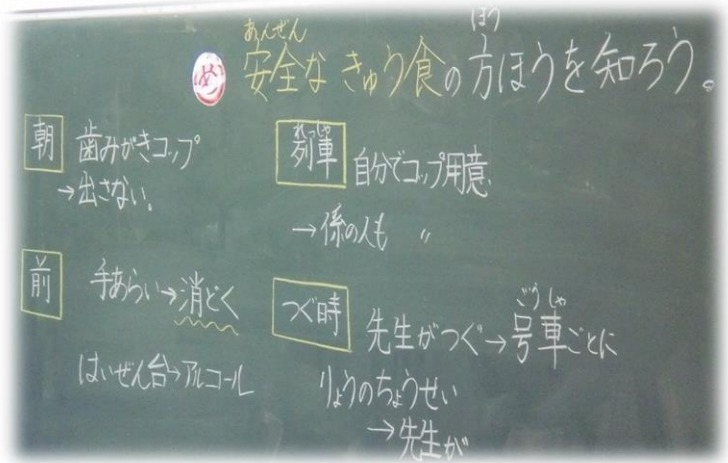 あんぜん ほう
め 安全な きゅう食の方ほうを知ろう。
朝 歯みがきコップ
→出さない。
前 手あらい→消どく
はいぜん台→アルコール
れっしゃ
列車 自分でコップ用意
→係の人も 〃
ごうしゃ
つぐ時 先生がつぐ→号車ごとに
りょうのちょうせい
→先生が